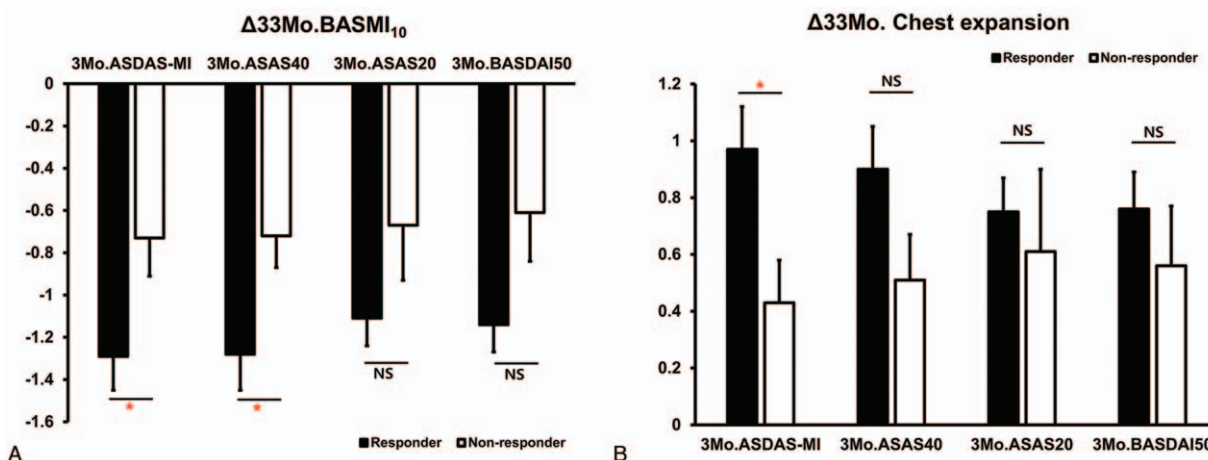 Δ33Mo.BASMI₁₀
3Mo.ASDAS-MI 3Mo.ASAS40 3Mo.ASAS20 3Mo.BASDAI50
0
-0.2
-0.4
-0.6
-0.8
-1
-1.2
-1.4
-1.6
* * NS NS
Responder Non-responder
A
Δ33Mo. Chest expansion
Responder Non-responder
1.2
1
0.8
0.6
0.4
0.2
0
* NS NS NS
3Mo.ASDAS-MI 3Mo.ASAS40 3Mo.ASAS20 3Mo.BASDAI50
B